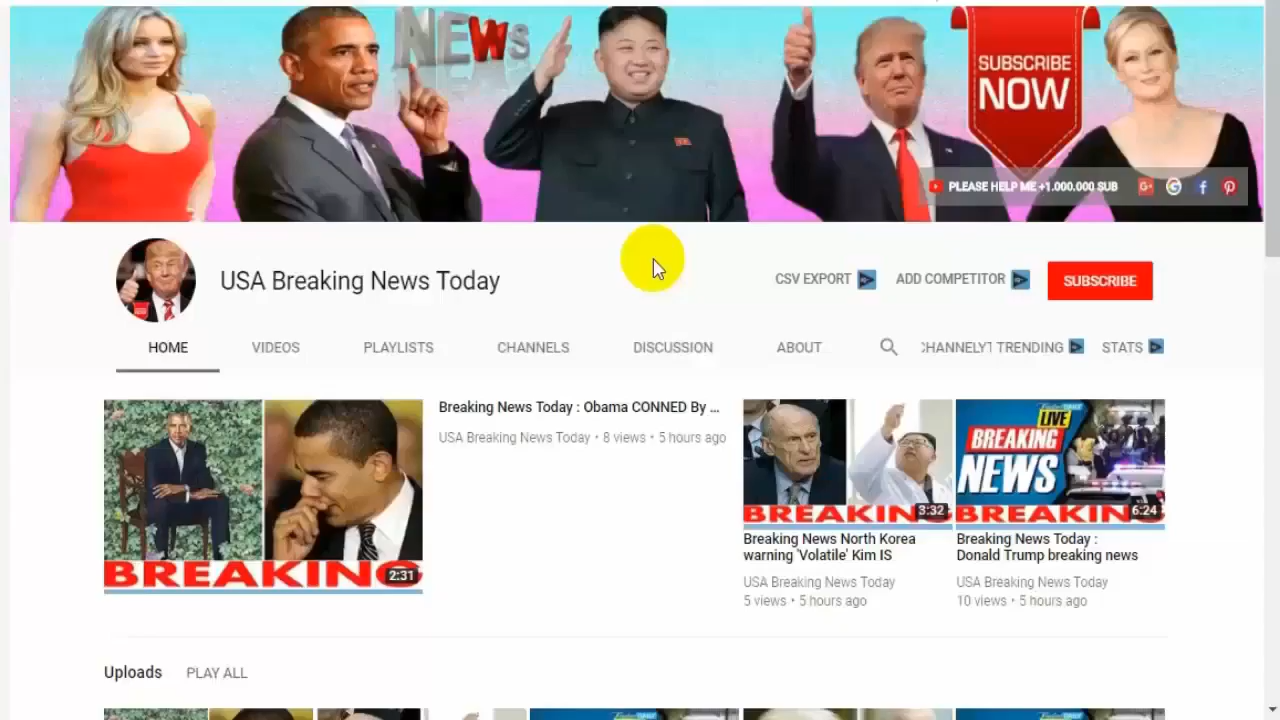 NEWS
SUBSCRIBE
NOW
PLEASE HELP ME +1.000.000 SUB
USA Breaking News Today
CSV EXPORT
ADD COMPETITOR
SUBSCRIBE
HOME
VIDEOS
PLAYLISTS
CHANNELS
DISCUSSION
ABOUT
CHANNELYT TRENDING
STATS
BREAKING
2:31
Breaking News Today : Obama CONNED By ...
USA Breaking News Today • 8 views • 5 hours ago
BREAKIN
3:32
Breaking News North Korea
warning 'Volatile' Kim IS
USA Breaking News Today
5 views • 5 hours ago
LIVE
BREAKING
NEWS
BREAKIN
6:24
Breaking News Today :
Donald Trump breaking news
USA Breaking News Today
10 views • 5 hours ago
Uploads
PLAY ALL